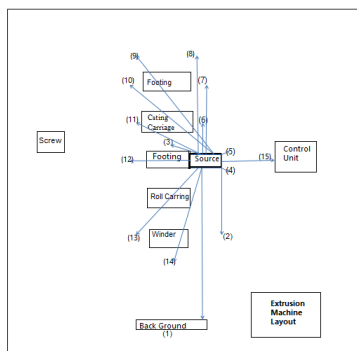 (8)
(9)
(10) Footing (7)
(11) Csting
Carriage (6)
Screw (3) (5) Control
Unit
(12) Footing Source (15)
(4)
Roll Carring
(13) Winder (2)
(14)
Extrusion
Machine
Layout
Back Ground
(1)